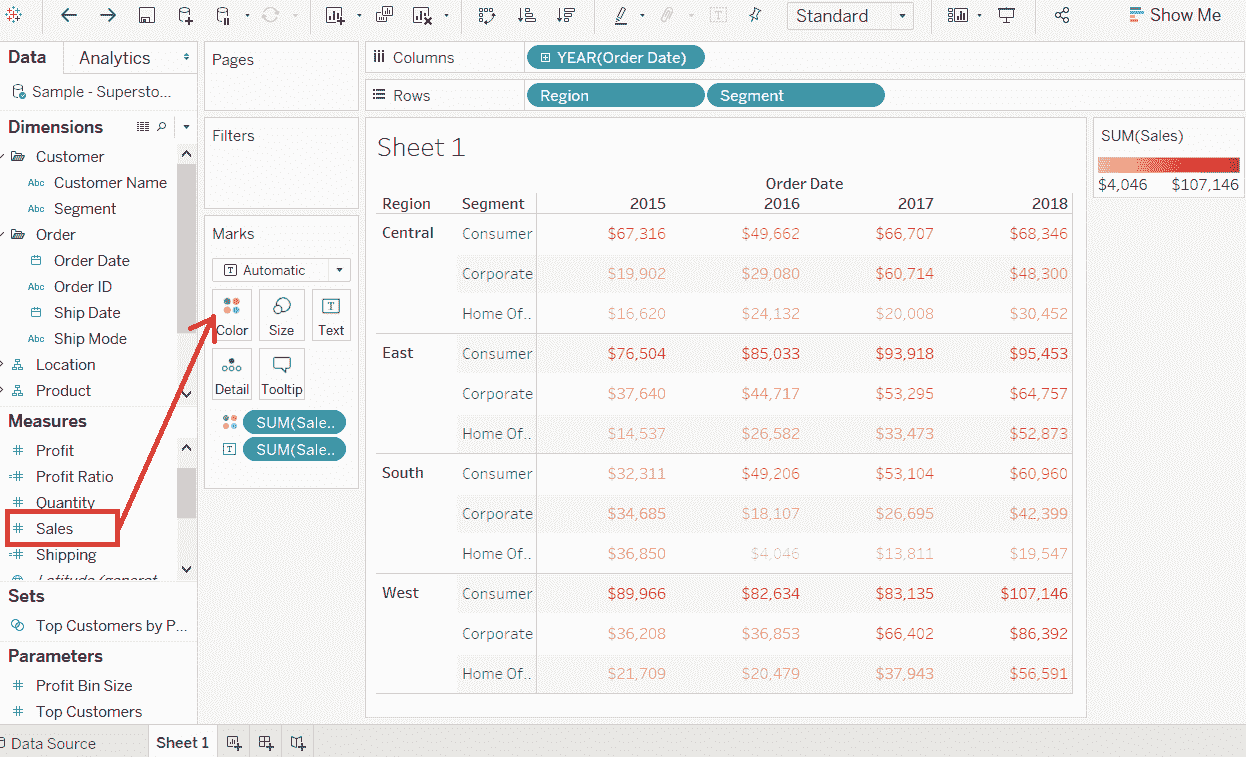 Standard
Show Me
Data
Analytics
Sample - Supersto...
Dimensions
Customer
Abc Customer Name
Abc Segment
Order
Order Date
Abc Order ID
Ship Date
Abc Ship Mode
Location
Product
Measures
# Profit
=# Profit Ratio
# Quantity
# Sales
=# Shipping
Latitude (generat
Sets
Top Customers by P...
Parameters
# Profit Bin Size
# Top Customers
Pages
Filters
Marks
T Automatic
Color Size Text
Detail Tooltip
SUM(Sale..
T SUM(Sale..
Columns YEAR(Order Date)
Rows Region Segment
Sheet 1
Order Date
Region Segment 2015 2016 2017 2018
Central Consumer $67,316 $49,662 $66,707 $68,346
Corporate $19,902 $29,080 $60,714 $48,300
Home Of.. $16,620 $24,132 $20,008 $30,452
East Consumer $76,504 $85,033 $93,918 $95,453
Corporate $37,640 $44,717 $53,295 $64,757
Home Of.. $14,537 $26,582 $33,473 $52,873
South Consumer $32,311 $49,206 $53,104 $60,960
Corporate $34,685 $18,107 $26,695 $42,399
Home Of.. $36,850 $4,046 $13,811 $19,547
West Consumer $89,966 $82,634 $83,135 $107,146
Corporate $36,208 $36,853 $66,402 $86,392
Home Of.. $21,709 $20,479 $37,943 $56,591
SUM(Sales)
$4,046 $107,146
Data Source
Sheet 1